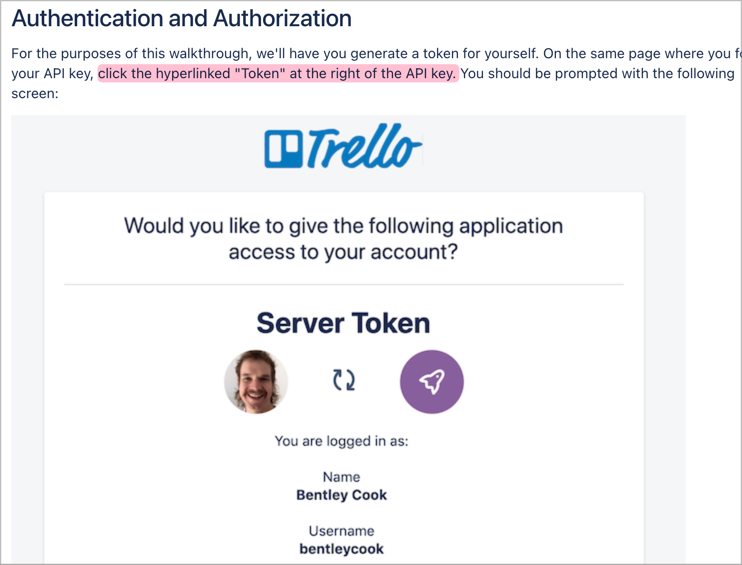 Authentication and Authorization
For the purposes of this walkthrough, we'll have you generate a token for yourself. On the same page where you
your API key, click the hyperlinked "Token" at the right of the API key. You should be prompted with the following
screen:
Trello
Would you like to give the following application
access to your account?
Server Token
You are logged in as:
Name
Bentley Cook
Username
bentleycook